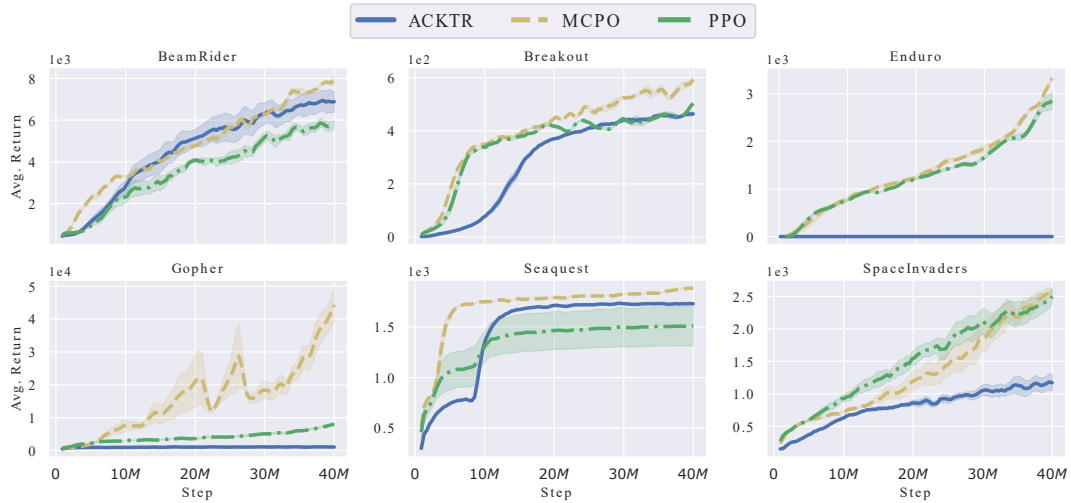 ACKTR MCPO PPO
BeamRider
1e3
Avg. Return
8
6
4
2
Breakout
1e2
6
4
2
0
Enduro
1e3
3
2
1
0
Gopher
1e4
Avg. Return
5
4
3
2
1
0
10M 20M 30M 40M
Step
Seaquest
1e3
1.5
1.0
0.5
0 10M 20M 30M 40M
Step
SpaceInvaders
1e3
2.5
2.0
1.5
1.0
0.5
0 10M 20M 30M 40M
Step